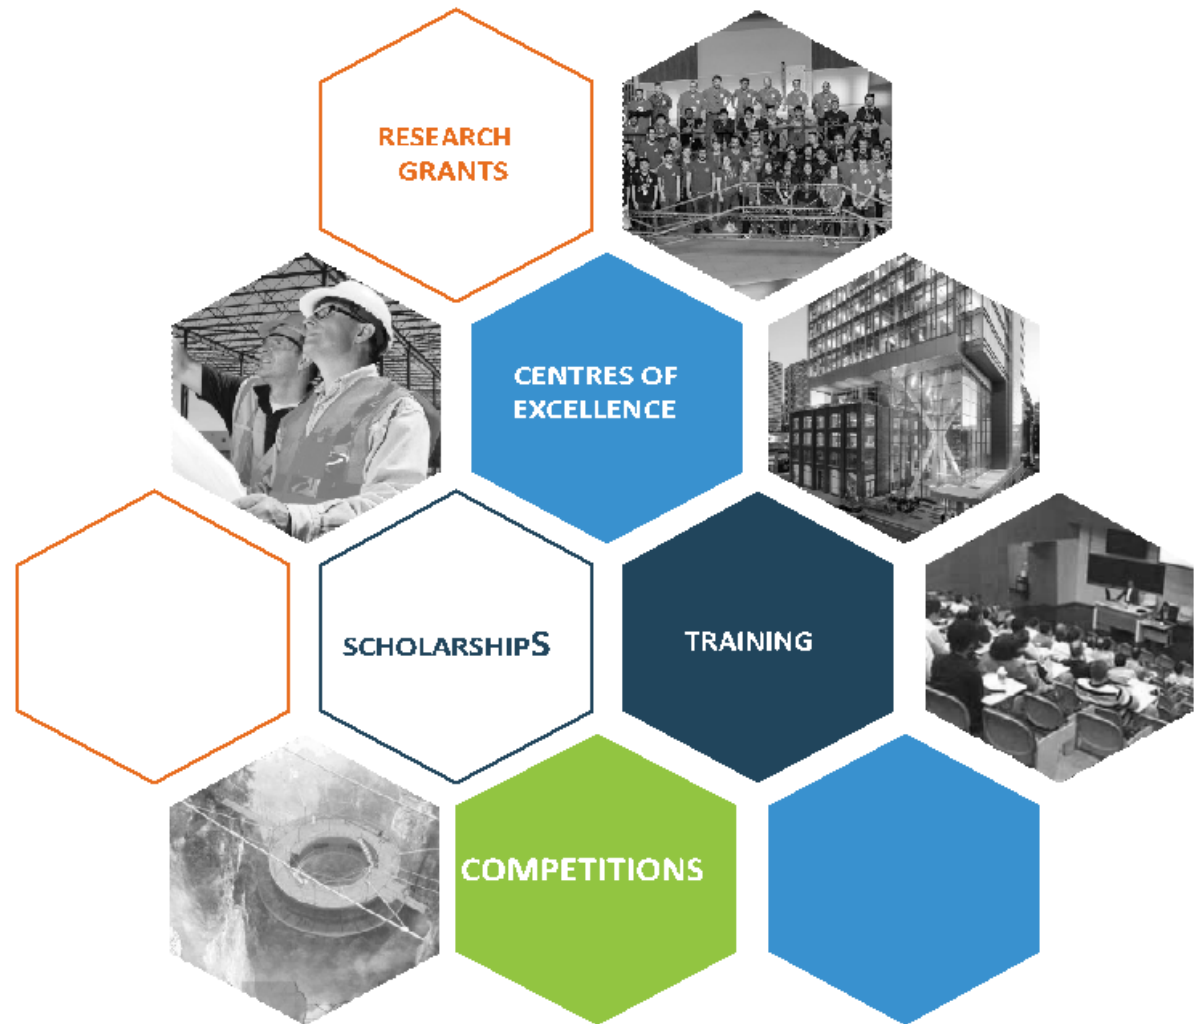 RESEARCH
GRANTS
CENTRES OF
EXCELLENCE
SCHOLARSHIPS
TRAINING
COMPETITIONS